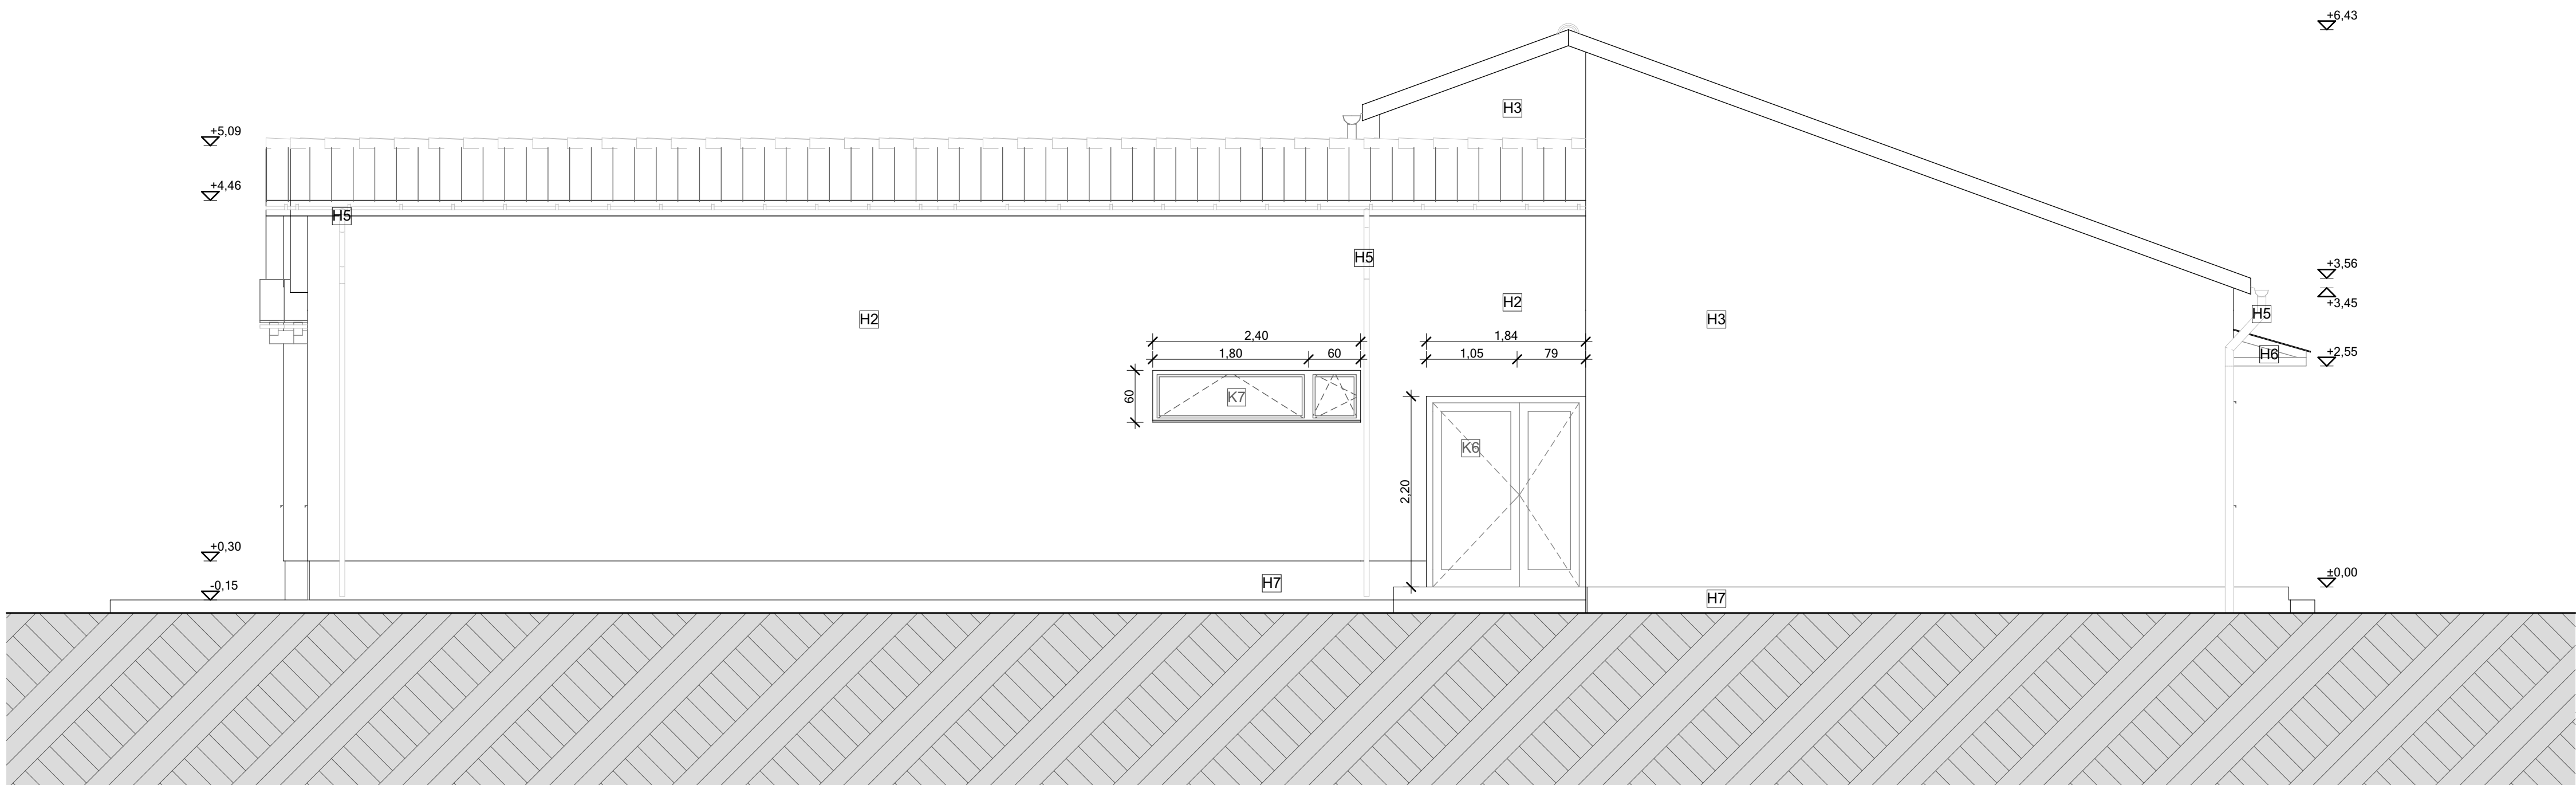 +6,43
H3
+5,09
+4,46
H5
H5
+3,56
+3,45
H5
H2
H2
H3
2,40
1,84
1,80
60
1,05
79
+2,55
H6
60
K7
K6
2,20
+0,30
-0,15
H7
H7
±0,00